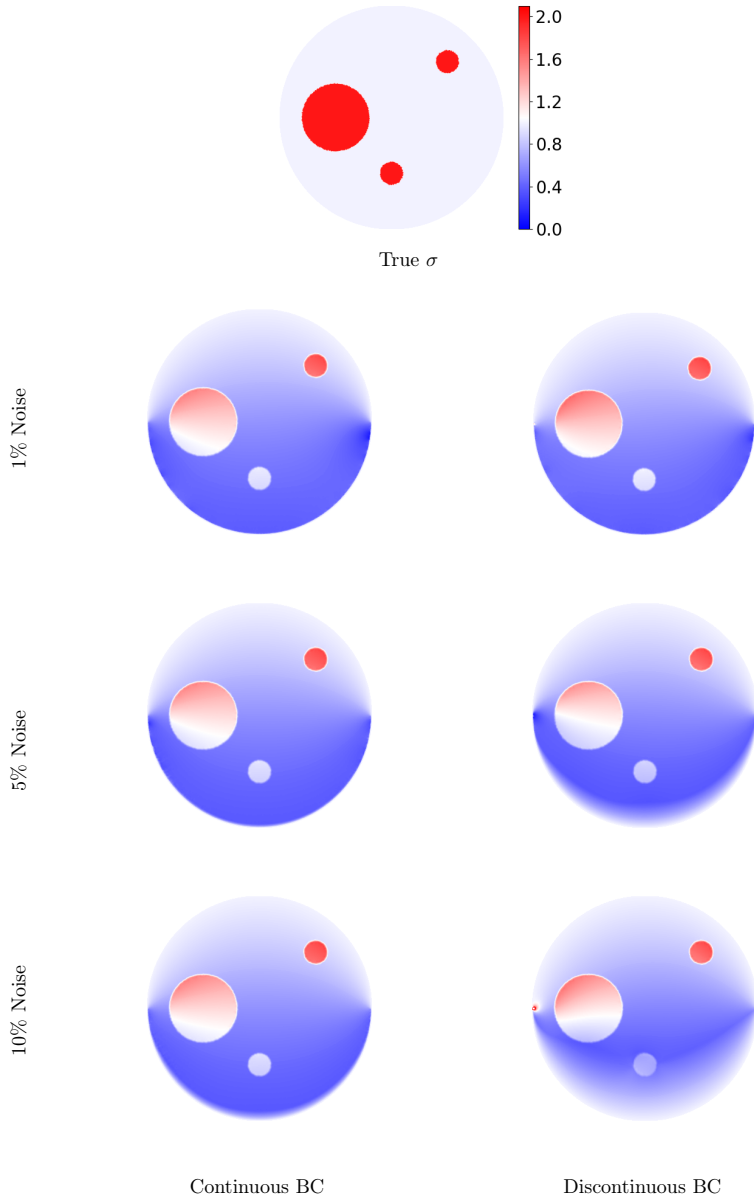 2.0
1.6
1.2
0.8
0.4
0.0
True σ
1% Noise
5% Noise
10% Noise
Continuous BC
Discontinuous BC